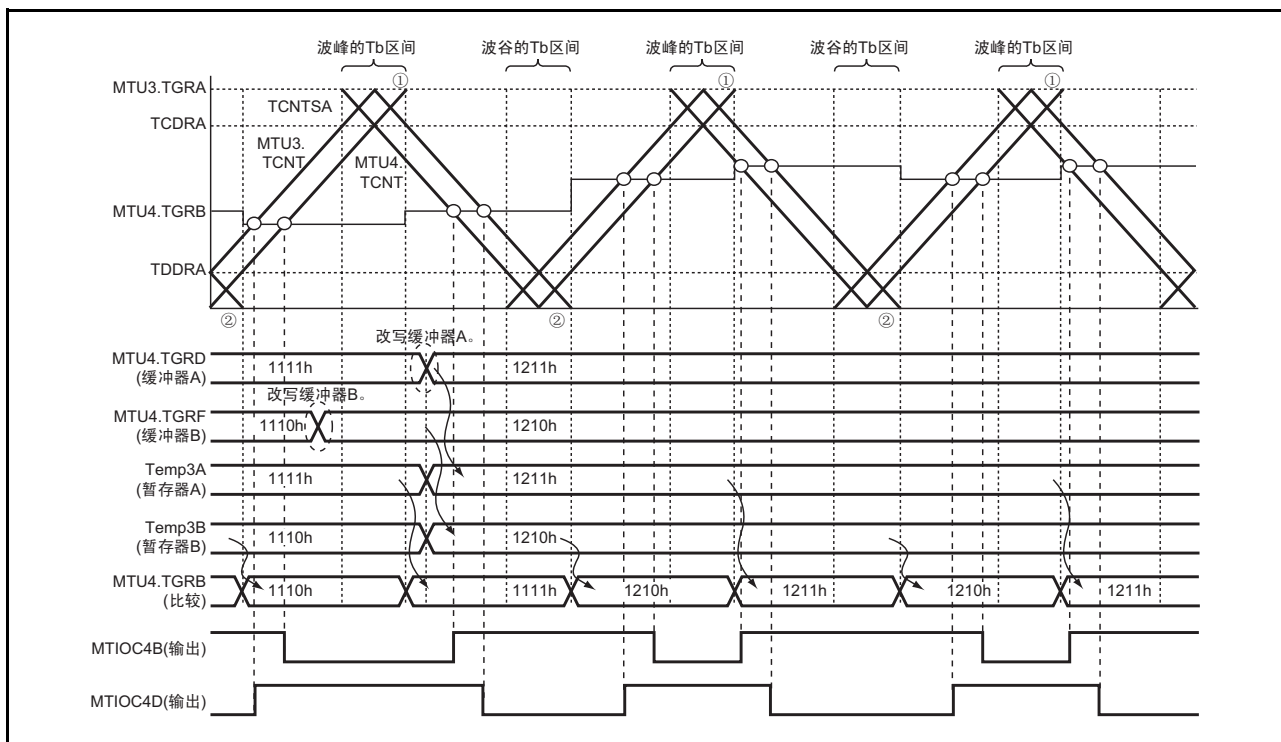 波峰的Tb区间
波谷的Tb区间
波峰的Tb区间
波谷的Tb区间
波峰的Tb区间
MTU3.TGRA
①
①
①
TCNTSA
TCDRA
MTU3.
TCNT
MTU4.
TCNT
MTU4.TGRB
TDDRA
②
②
②
改写缓冲器A。
MTU4.TGRD
(缓冲器A)
1111h
1211h
改写缓冲器B。
MTU4.TGRF
(缓冲器B)
1110h
1210h
Temp3A
(暂存器A)
1111h
1211h
Temp3B
(暂存器B)
1110h
1210h
MTU4.TGRB
(比较)
1110h
1111h
1210h
1211h
1210h
1211h
MTIOC4B(输出)
MTIOC4D(输出)